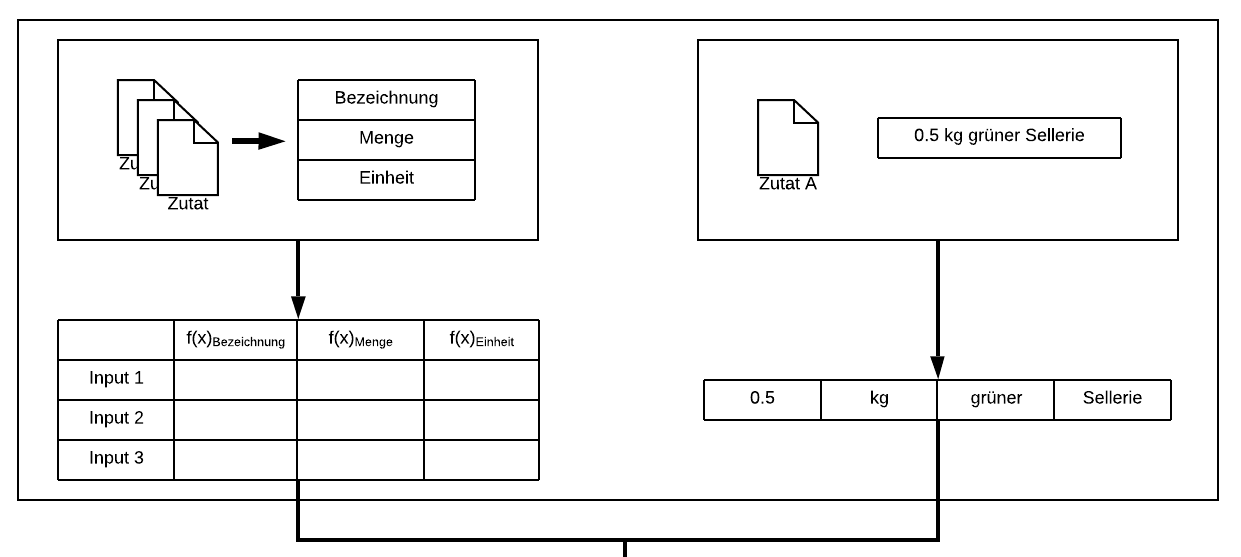 Bezeichnung
Menge
Einheit
Zu
Zu
Zutat
0.5 kg grüner Sellerie
Zutat A
f(x)Bezeichnung f(x)Menge f(x)Einheit
Input 1
Input 2
Input 3
0.5 kg grüner Sellerie